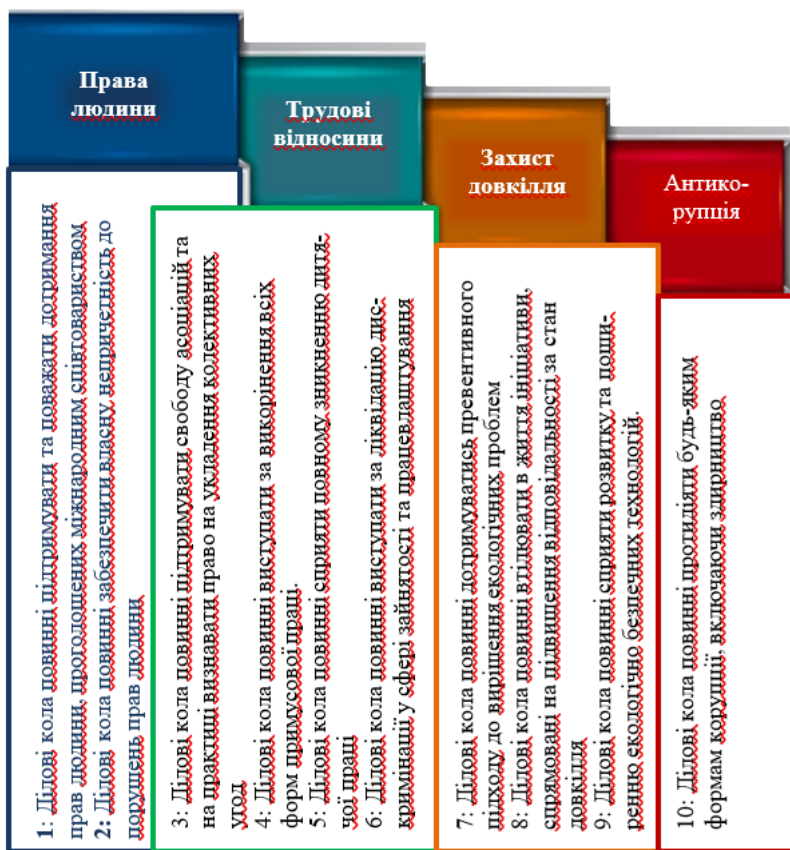 Права
людини
1: Ділові кола повинні підтримувати та поважати дотримання
прав людини, проголошених міжнародним співтовариством
2: Ділові кола повинні забезпечити власну непричетність до
порушень прав людини
Трудові
відносини
3: Ділові кола повинні підтримувати свободу асоціацій та
на практиці визнавати право на укладення колективних
угод
4: Ділові кола повинні виступати за викорінення всіх
форм примусової праці.
5: Ділові кола повинні сприяти повному зникненню дитя-
чої праці
6: Ділові кола повинні виступати за ліквідацію дис-
кримінації у сфері зайнятості та працевлаштування
Захист
довкілля
7: Ділові кола повинні дотримуватись превентивного
підходу до вирішення екологічних проблем
8: Ділові кола повинні втілювати в життя ініціативи,
спрямовані на підвищення відповідальності за стан
довкілля
9: Ділові кола повинні сприяти розвитку та поши-
ренню екологічно безпечних технологій.
Антико-
рупція
10: Ділові кола повинні протидіяти будь-яким
формам корупції, включаючи здирництво